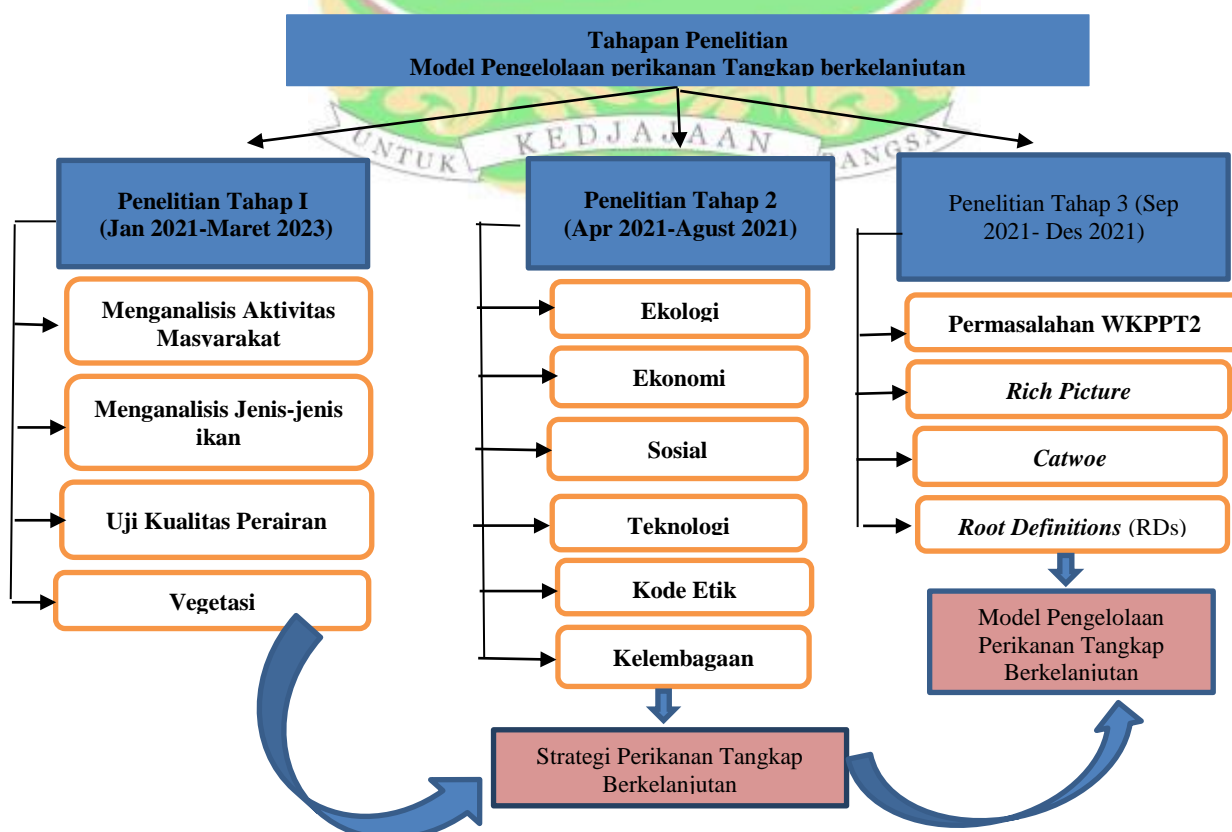 Tahapan Penelitian
Model Pengelolaan perikanan Tangkap berkelanjutan
UNTUK KEDJAJAAN BANGSA
Penelitian Tahap I
(Jan 2021-Maret 2023)
Menganalisis Aktivitas
Masyarakat
Menganalisis Jenis-jenis
ikan
Uji Kualitas Perairan
Vegetasi
Penelitian Tahap 2
(Apr 2021-Agust 2021)
Ekologi
Ekonomi
Sosial
Teknologi
Kode Etik
Kelembagaan
Strategi Perikanan Tangkap
Berkelanjutan
Penelitian Tahap 3 (Sep
2021- Des 2021)
Permasalahan WKPPT2
Rich Picture
Catwoe
Root Definitions (RDs)
Model Pengelolaan
Perikanan Tangkap
Berkelanjutan